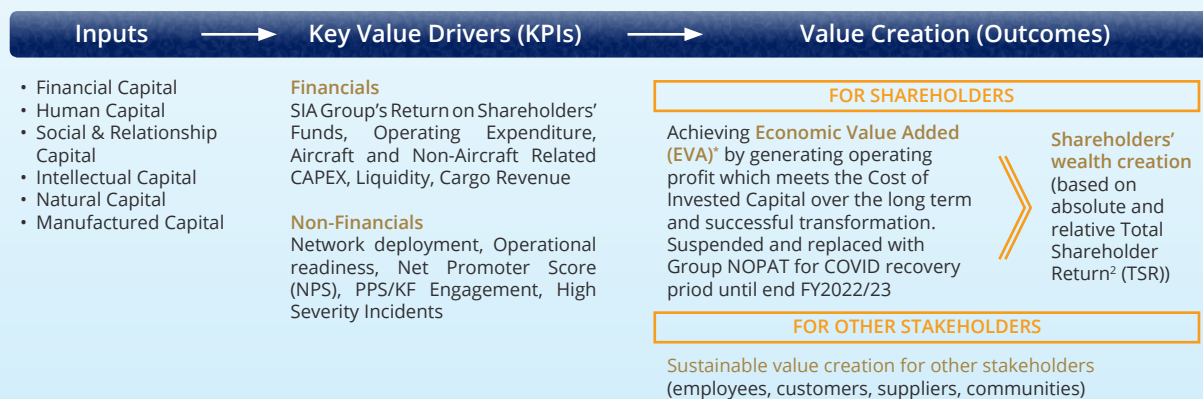 Inputs
Key Value Drivers (KPIs)
Value Creation (Outcomes)
• Financial Capital
• Human Capital
• Social & Relationship
Capital
• Intellectual Capital
• Natural Capital
• Manufactured Capital
Financials
SIA Group's Return on Shareholders'
Funds, Operating Expenditure,
Aircraft and Non-Aircraft Related
CAPEX, Liquidity, Cargo Revenue
Non-Financials
Network deployment, Operational
readiness, Net Promoter Score
(NPS), PPS/KF Engagement, High
Severity Incidents
FOR SHAREHOLDERS
Achieving Economic Value Added
(EVA)* by generating operating
profit which meets the Cost of
Invested Capital over the long term
and successful transformation.
Suspended and replaced with
Group NOPAT for COVID recovery
priod until end FY2022/23
Shareholders'
wealth creation
(based on
absolute and
relative Total
Shareholder
Return² (TSR))
FOR OTHER STAKEHOLDERS
Sustainable value creation for other stakeholders
(employees, customers, suppliers, communities)